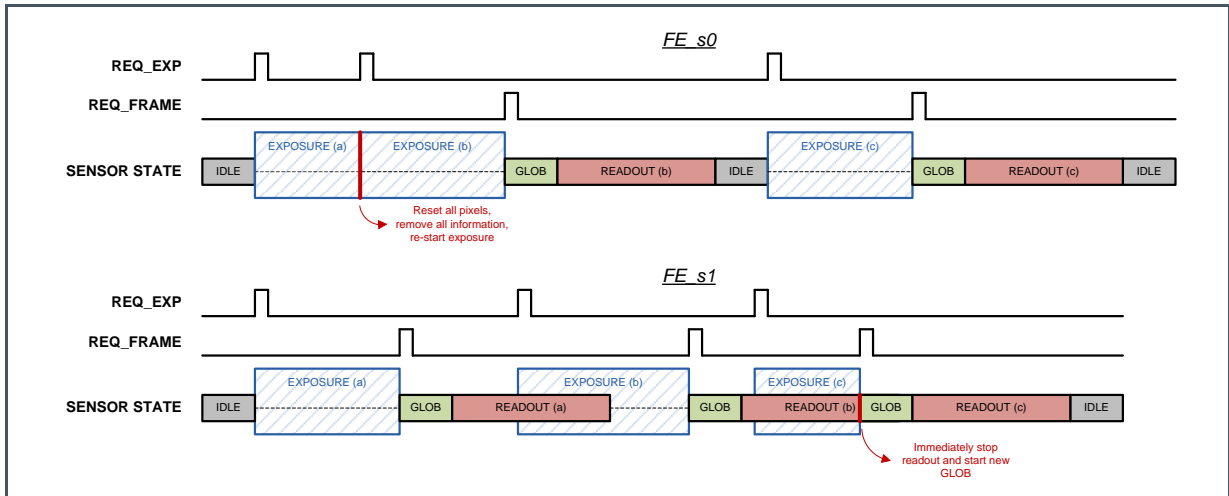 FE_s0
REQ_EXP
REQ_FRAME
EXPOSURE (a) EXPOSURE (b) EXPOSURE (c)
SENSOR STATE IDLE GLOB READOUT (b) IDLE GLOB READOUT (c) IDLE
Reset all pixels,
remove all information,
re-start exposure
FE_s1
REQ_EXP
REQ_FRAME
EXPOSURE (a) EXPOSURE (b) EXPOSURE (c)
SENSOR STATE IDLE GLOB READOUT (a) GLOB READOUT (b) GLOB READOUT (c) IDLE
Immediately stop
readout and start new
GLOB